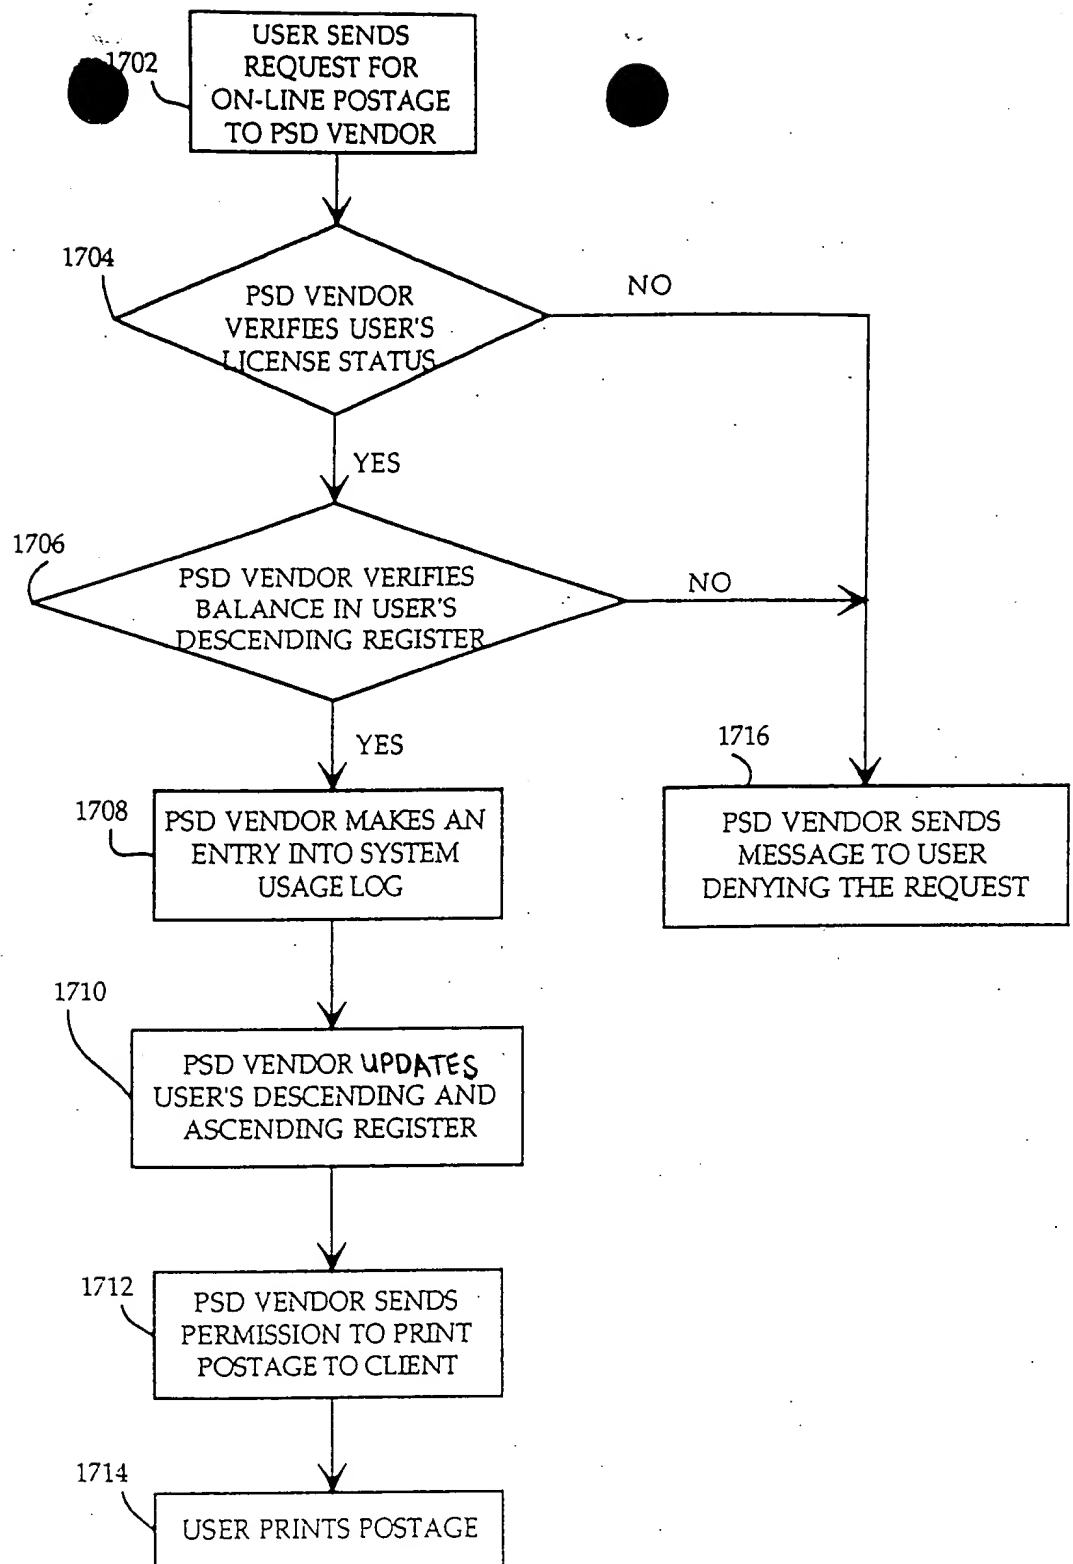 1702
USER SENDS
REQUEST FOR
ON-LINE POSTAGE
TO PSD VENDOR
1704
PSD VENDOR
VERIFIES USER'S
LICENSE STATUS
NO
YES
1706
PSD VENDOR VERIFIES
BALANCE IN USER'S
DESCENDING REGISTER
NO
YES
1708
PSD VENDOR MAKES AN
ENTRY INTO SYSTEM
USAGE LOG
1716
PSD VENDOR SENDS
MESSAGE TO USER
DENYING THE REQUEST
1710
PSD VENDOR UPDATES
USER'S DESCENDING AND
ASCENDING REGISTER
1712
PSD VENDOR SENDS
PERMISSION TO PRINT
POSTAGE TO CLIENT
1714
USER PRINTS POSTAGE